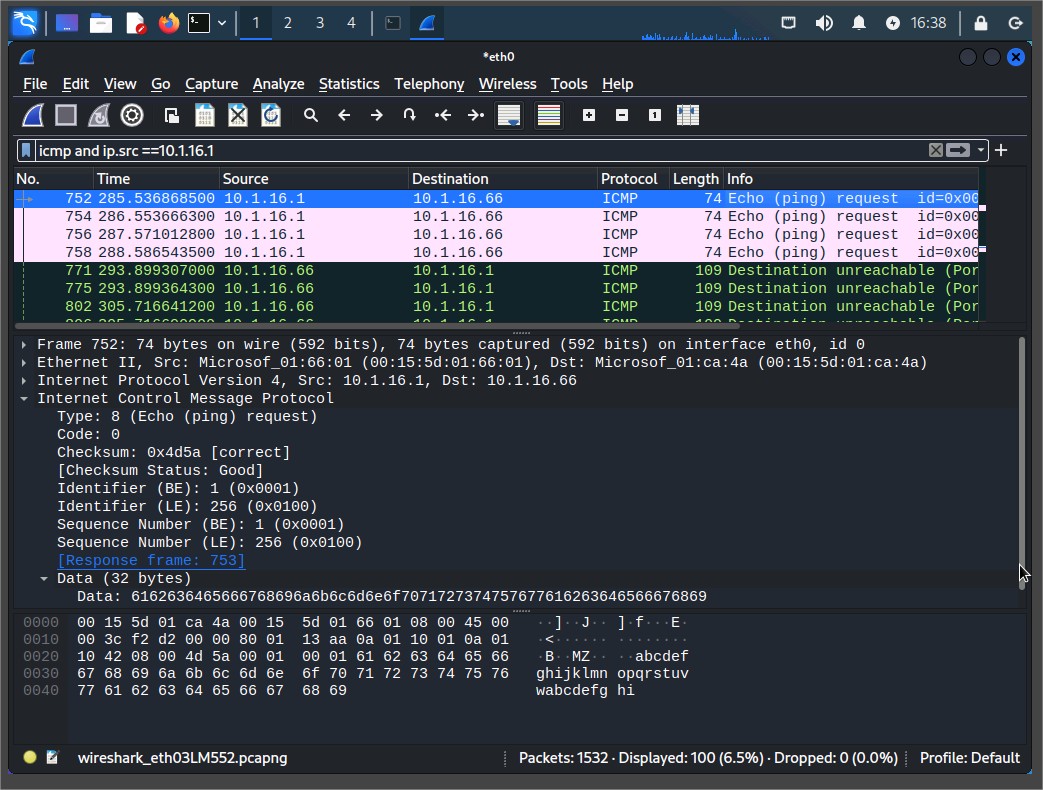 1 2 3 4 16:38
*eth0
File Edit View Go Capture Analyze Statistics Telephony Wireless Tools Help
icmp and ip.src ==10.1.16.1
No. Time Source Destination Protocol Length Info
752 285.536868500 10.1.16.1 10.1.16.66 ICMP 74 Echo (ping) request id=0x00
754 286.553666300 10.1.16.1 10.1.16.66 ICMP 74 Echo (ping) request id=0x00
756 287.571012800 10.1.16.1 10.1.16.66 ICMP 74 Echo (ping) request id=0x00
758 288.586543500 10.1.16.1 10.1.16.66 ICMP 74 Echo (ping) request id=0x00
771 293.899307000 10.1.16.66 10.1.16.1 ICMP 109 Destination unreachable (Por
775 293.899364300 10.1.16.66 10.1.16.1 ICMP 109 Destination unreachable (Por
802 305.716641200 10.1.16.66 10.1.16.1 ICMP 109 Destination unreachable (Por
Frame 752: 74 bytes on wire (592 bits), 74 bytes captured (592 bits) on interface eth0, id 0
Ethernet II, Src: Microsof_01:66:01 (00:15:5d:01:66:01), Dst: Microsof_01:ca:4a (00:15:5d:01:ca:4a)
Internet Protocol Version 4, Src: 10.1.16.1, Dst: 10.1.16.66
Internet Control Message Protocol
Type: 8 (Echo (ping) request)
Code: 0
Checksum: 0x4d5a [correct]
[Checksum Status: Good]
Identifier (BE): 1 (0x0001)
Identifier (LE): 256 (0x0100)
Sequence Number (BE): 1 (0x0001)
Sequence Number (LE): 256 (0x0100)
[Response frame: 753]
Data (32 bytes)
Data: 6162636465666768696a6b6c6d6e6f7071727374757677616263646566676869
0000 00 15 5d 01 ca 4a 00 15 5d 01 66 01 08 00 45 00 ··]··J·· ]·f···E·
0010 00 3c f2 d2 00 00 80 01 13 aa 0a 01 10 01 0a 01 ·<······ ········
0020 10 42 08 00 4d 5a 00 01 00 01 61 62 63 64 65 66 ·B··MZ·· ··abcdef
0030 67 68 69 6a 6b 6c 6d 6e 6f 70 71 72 73 74 75 76 ghijklmn opqrstuv
0040 77 61 62 63 64 65 66 67 68 69 wabcdefg hi
wireshark_eth03LM552.pcapng Packets: 1532 · Displayed: 100 (6.5%) · Dropped: 0 (0.0%) Profile: Default